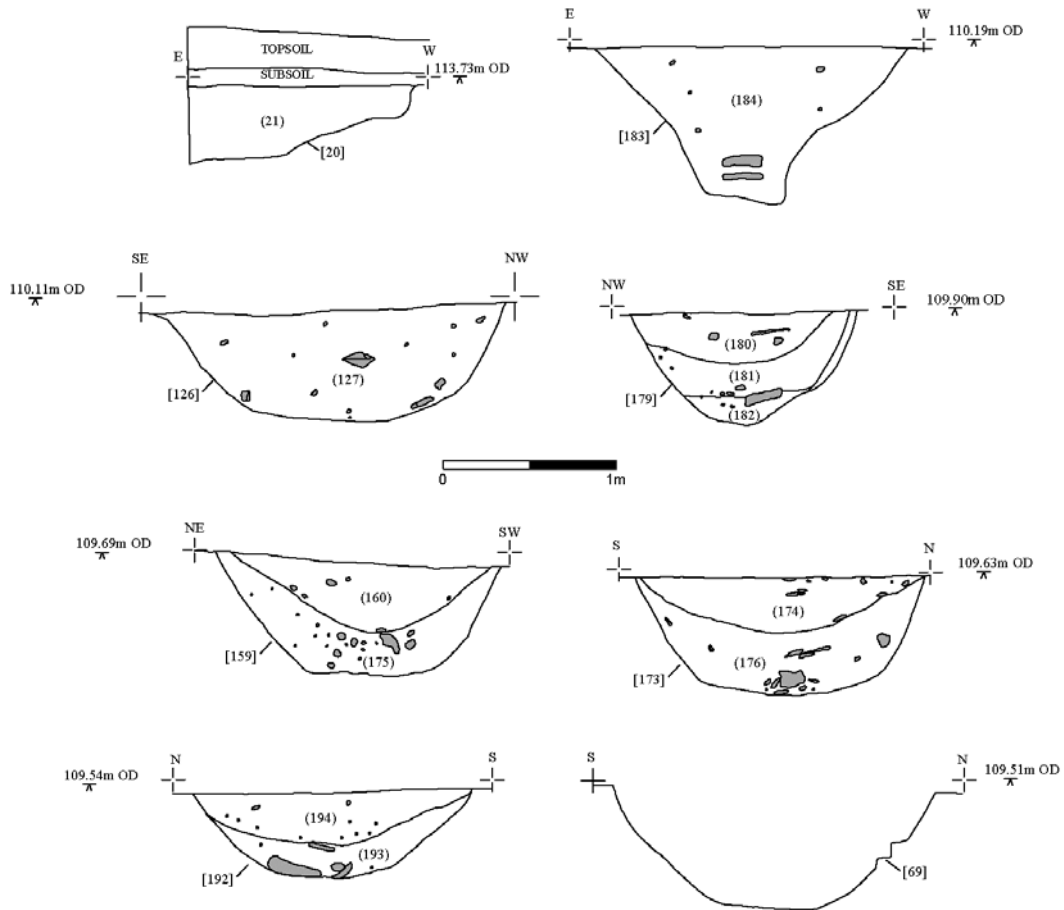 E
TOPSOIL
W
SUBSOIL
113.73m OD
(21)
[20]
E
W
110.19m OD
(184)
[183]
SE
NW
110.11m OD
(127)
[126]
NW
SE
109.90m OD
(180)
(181)
[179]
(182)
0
1m
NE
SW
109.69m OD
(160)
[159]
(175)
S
N
109.63m OD
(174)
(176)
[173]
N
S
109.54m OD
(194)
(193)
[192]
S
N
109.51m OD
[69]